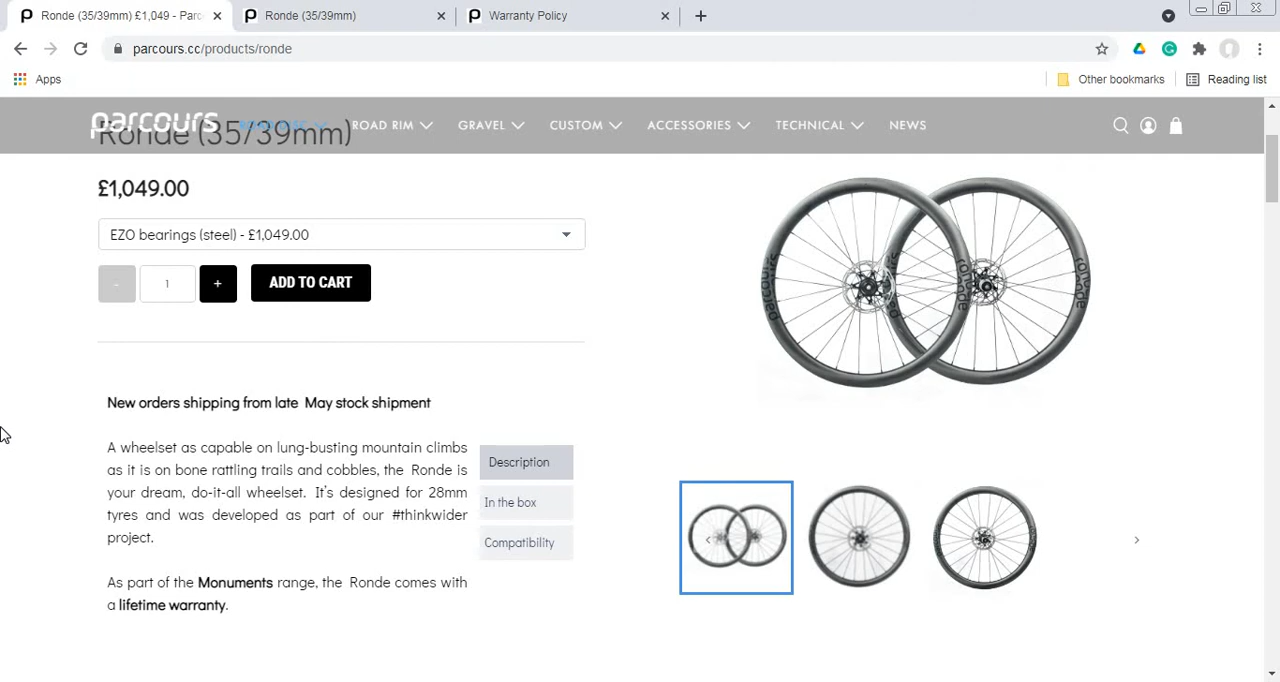 Ronde (35/39mm) £1,049 - Parc
Ronde (35/39mm)
Warranty Policy
parcours.cc/products/ronde
Apps
Other bookmarks
Reading list
parcours
ROAD DISC
ROAD RIM
GRAVEL
CUSTOM
ACCESSORIES
TECHNICAL
NEWS
Ronde (35/39mm)
£1,049.00
EZO bearings (steel) - £1,049.00
-
1
+
ADD TO CART
New orders shipping from late May stock shipment
A wheelset as capable on lung-busting mountain climbs
as it is on bone rattling trails and cobbles, the Ronde is
your dream, do-it-all wheelset. It's designed for 28mm
tyres and was developed as part of our #thinkwider
project.
As part of the Monuments range, the Ronde comes with
a lifetime warranty.
Description
In the box
Compatibility
parcours
ronde
ronde